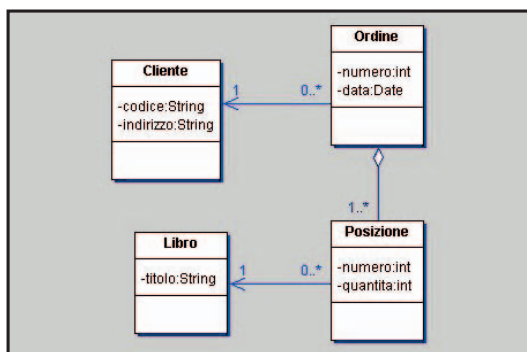 Ordine
-numero:int
-data:Date
Cliente
-codice:String
-indirizzo:String
1
0..*
1..*
Posizione
-numero:int
-quantita:int
Libro
-titolo:String
1
0..*